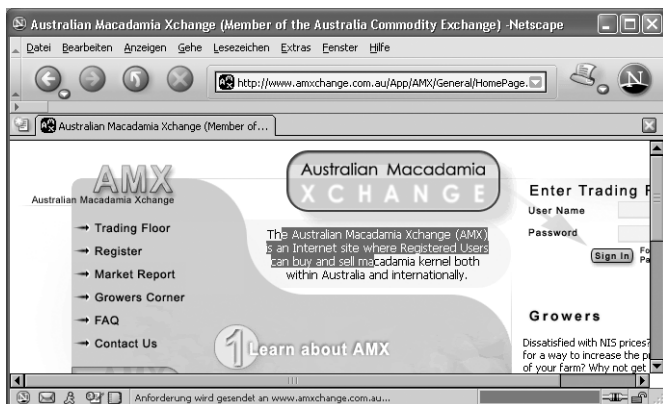 Australian Macadamia Xchange (Member of the Australia Commodity Exchange) -Netscape
Datei Bearbeiten Anzeigen Gehe Lesezeichen Extras Fenster Hilfe
http://www.amxchange.com.au/App/AMX/General/HomePage.
N
Australian Macadamia Xchange (Member of...
AMX
Australian Macadamia Xchange
Trading Floor
Register
Market Report
Growers Corner
FAQ
Contact Us
Australian Macadamia
XCHANGE
The Australian Macadamia Xchange (AMX)
is an Internet site where Registered Users
can buy and sell macadamia kernel both
within Australia and internationally.
1 Learn about AMX
Enter Trading F
User Name
Password
Sign In
Fo
Pa
Growers
Dissatisfied with NIS prices?
for a way to increase the p
of your farm? Why not get
Anforderung wird gesendet an www.amxchange.com.au...